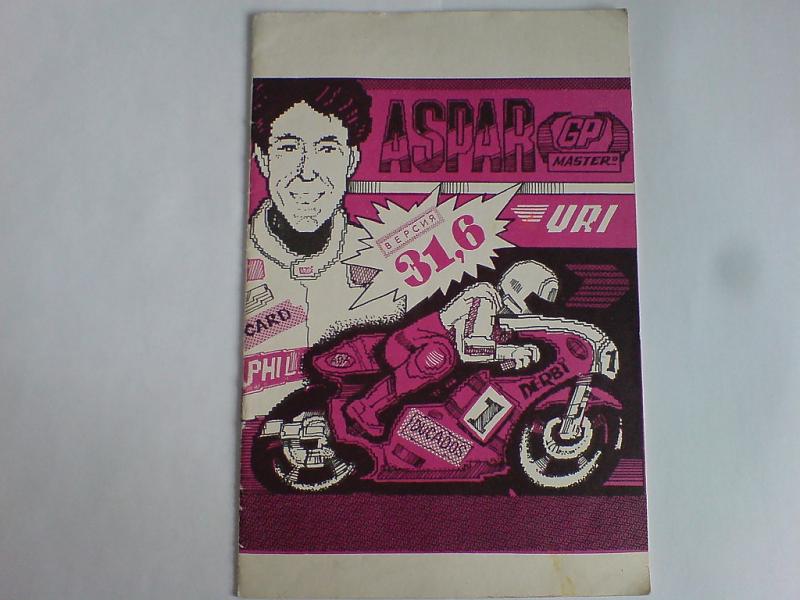 ASPAR
GP
MASTER
URI
ВЕРСИЯ
31,6
CARD
PHIL
1
DERBI
1
DUCADOS